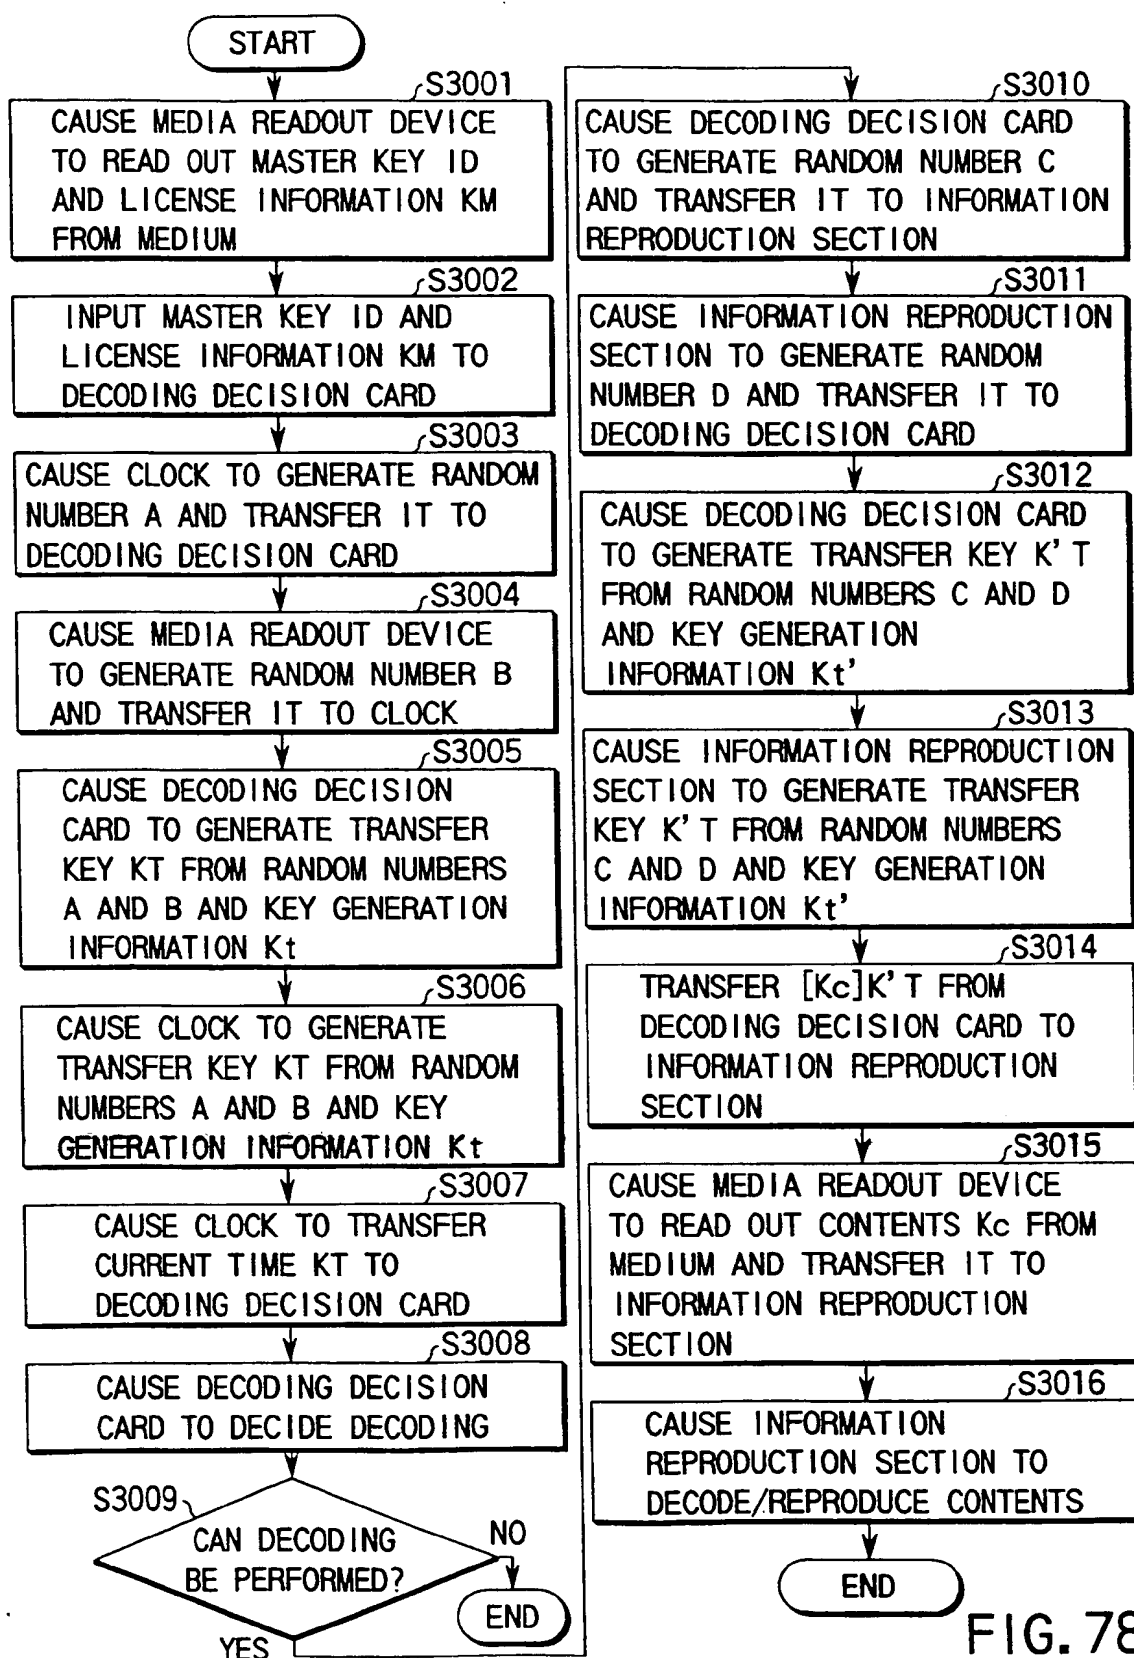 START
S3001
CAUSE MEDIA READOUT DEVICE
TO READ OUT MASTER KEY ID
AND LICENSE INFORMATION KM
FROM MEDIUM
S3002
INPUT MASTER KEY ID AND
LICENSE INFORMATION KM TO
DECODING DECISION CARD
S3003
CAUSE CLOCK TO GENERATE RANDOM
NUMBER A AND TRANSFER IT TO
DECODING DECISION CARD
S3004
CAUSE MEDIA READOUT DEVICE
TO GENERATE RANDOM NUMBER B
AND TRANSFER IT TO CLOCK
S3005
CAUSE DECODING DECISION
CARD TO GENERATE TRANSFER
KEY KT FROM RANDOM NUMBERS
A AND B AND KEY GENERATION
INFORMATION Kt
S3006
CAUSE CLOCK TO GENERATE
TRANSFER KEY KT FROM RANDOM
NUMBERS A AND B AND KEY
GENERATION INFORMATION Kt
S3007
CAUSE CLOCK TO TRANSFER
CURRENT TIME KT TO
DECODING DECISION CARD
S3008
CAUSE DECODING DECISION
CARD TO DECIDE DECODING
S3009
CAN DECODING
BE PERFORMED?
NO
END
YES
S3010
CAUSE DECODING DECISION CARD
TO GENERATE RANDOM NUMBER C
AND TRANSFER IT TO INFORMATION
REPRODUCTION SECTION
S3011
CAUSE INFORMATION REPRODUCTION
SECTION TO GENERATE RANDOM
NUMBER D AND TRANSFER IT TO
DECODING DECISION CARD
S3012
CAUSE DECODING DECISION CARD
TO GENERATE TRANSFER KEY K'T
FROM RANDOM NUMBERS C AND D
AND KEY GENERATION
INFORMATION Kt'
S3013
CAUSE INFORMATION REPRODUCTION
SECTION TO GENERATE TRANSFER
KEY K'T FROM RANDOM NUMBERS
C AND D AND KEY GENERATION
INFORMATION Kt'
S3014
TRANSFER [Kc]K'T FROM
DECODING DECISION CARD TO
INFORMATION REPRODUCTION
SECTION
S3015
CAUSE MEDIA READOUT DEVICE
TO READ OUT CONTENTS Kc FROM
MEDIUM AND TRANSFER IT TO
INFORMATION REPRODUCTION
SECTION
S3016
CAUSE INFORMATION
REPRODUCTION SECTION TO
DECODE/REPRODUCE CONTENTS
END
FIG. 78